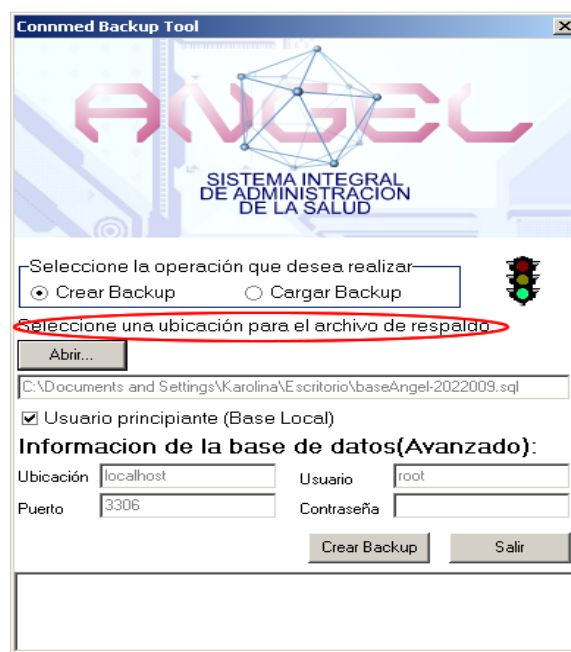 Connmed Backup Tool
ANGEL
SISTEMA INTEGRAL
DE ADMINISTRACION
DE LA SALUD
Seleccione la operación que desea realizar
Crear Backup Cargar Backup
Seleccione una ubicación para el archivo de respaldo
Abrir...
C:\Documents and Settings\Karolina\Escritorio\baseAngel-2022009.sql
Usuario principiante (Base Local)
Informacion de la base de datos(Avanzado):
Ubicación localhost Usuario root
Puerto 3306 Contraseña
Crear Backup Salir